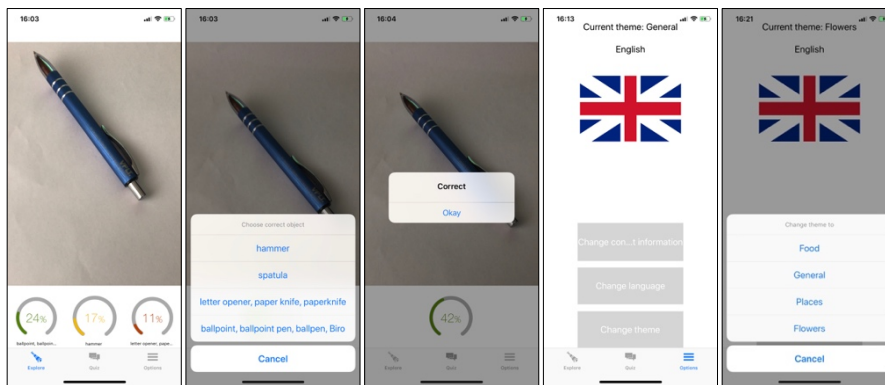 16:03
24%
17%
11%
ballpoint, ballpoin...
hammer
letter opener, pape...
Explore
Quiz
Options
16:03
Choose correct object
hammer
spatula
letter opener, paper knife, paperknife
ballpoint, ballpoint pen, ballpen, Biro
Cancel
16:04
Correct
Okay
42%
Explore
Quiz
Options
16:13
Current theme: General
English
Change con...t information
Change language
Change theme
Explore
Quiz
Options
16:21
Current theme: Flowers
English
Change theme to
Food
General
Places
Flowers
Cancel